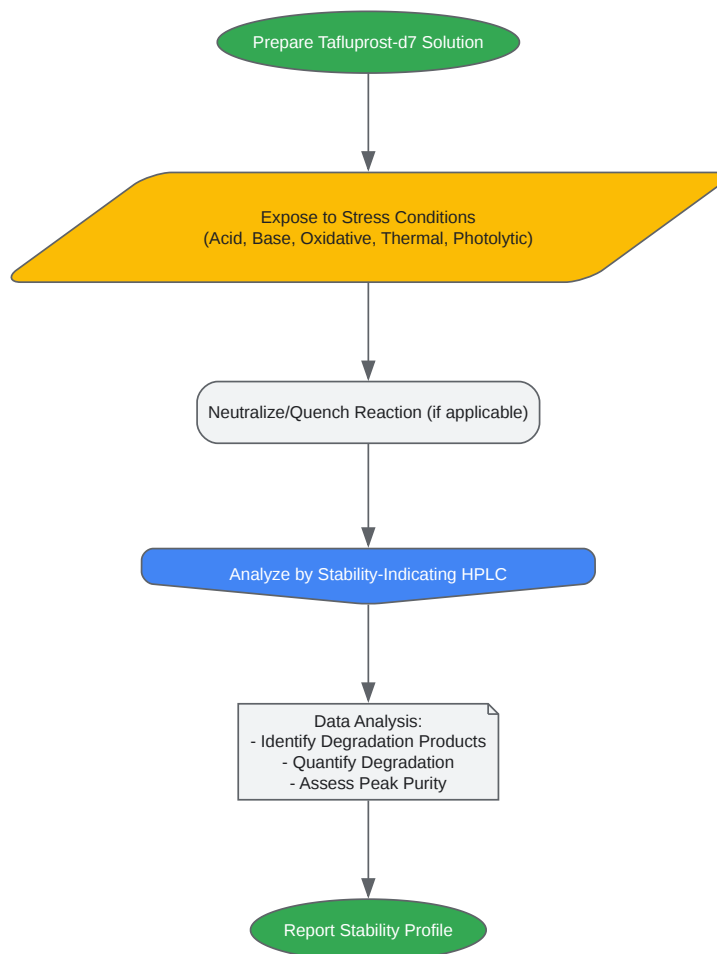 Prepare Tafluprost-d7 Solution
Expose to Stress Conditions
(Acid, Base, Oxidative, Thermal, Photolytic)
Neutralize/Quench Reaction (if applicable)
Analyze by Stability-Indicating HPLC
Data Analysis:
- Identify Degradation Products
- Quantify Degradation
- Assess Peak Purity
Report Stability Profile